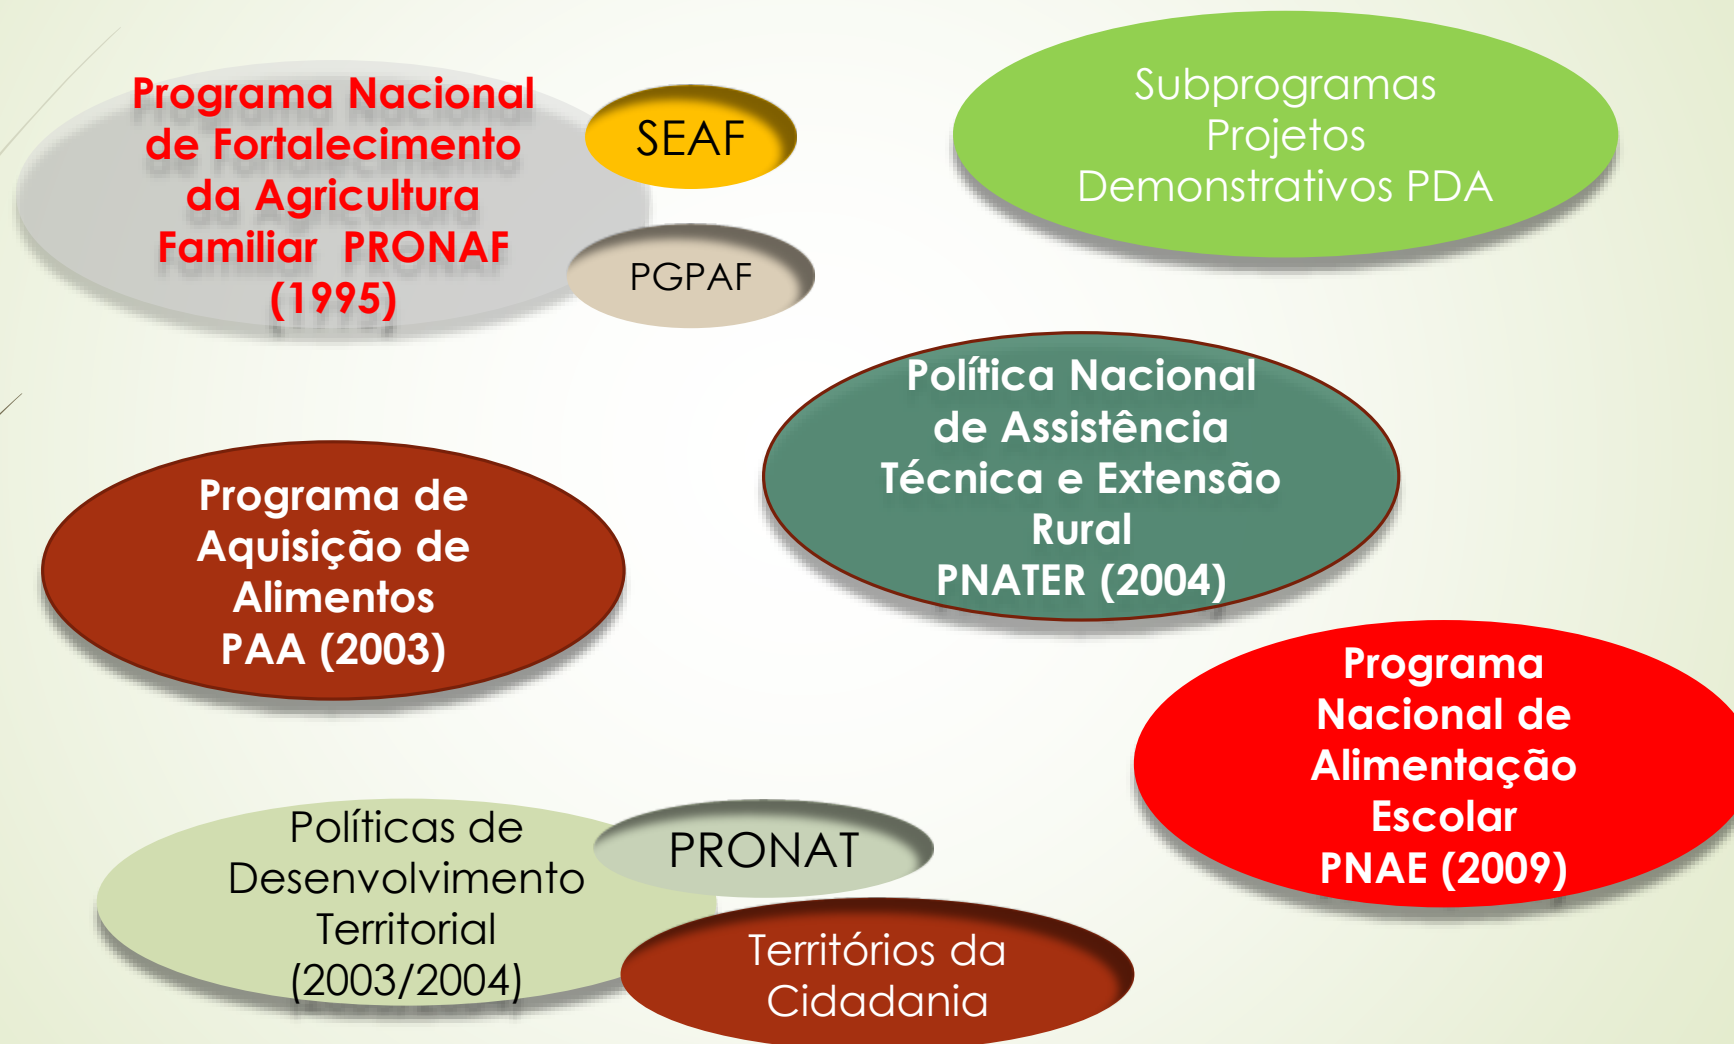 Programa Nacional
de Fortalecimento
da Agricultura
Familiar PRONAF
(1995)
SEAF
PGPAF
Subprogramas
Projetos
Demonstrativos PDA
Política Nacional
de Assistência
Técnica e Extensão
Rural
PNATER (2004)
Programa de
Aquisição de
Alimentos
PAA (2003)
Programa
Nacional de
Alimentação
Escolar
PNAE (2009)
Políticas de
Desenvolvimento
Territorial
(2003/2004)
PRONAT
Territórios da
Cidadania